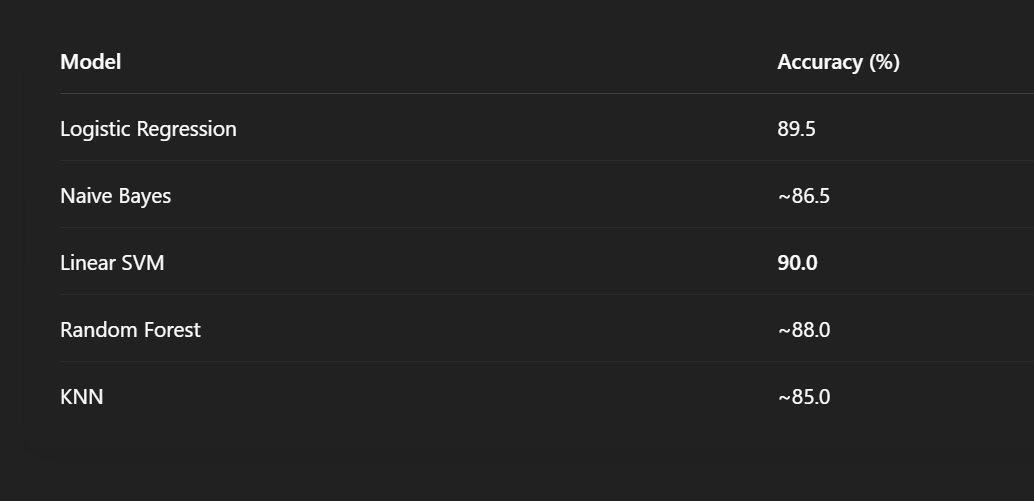 Model Accuracy (%)
Logistic Regression 89.5
Naive Bayes ~86.5
Linear SVM 90.0
Random Forest ~88.0
KNN ~85.0